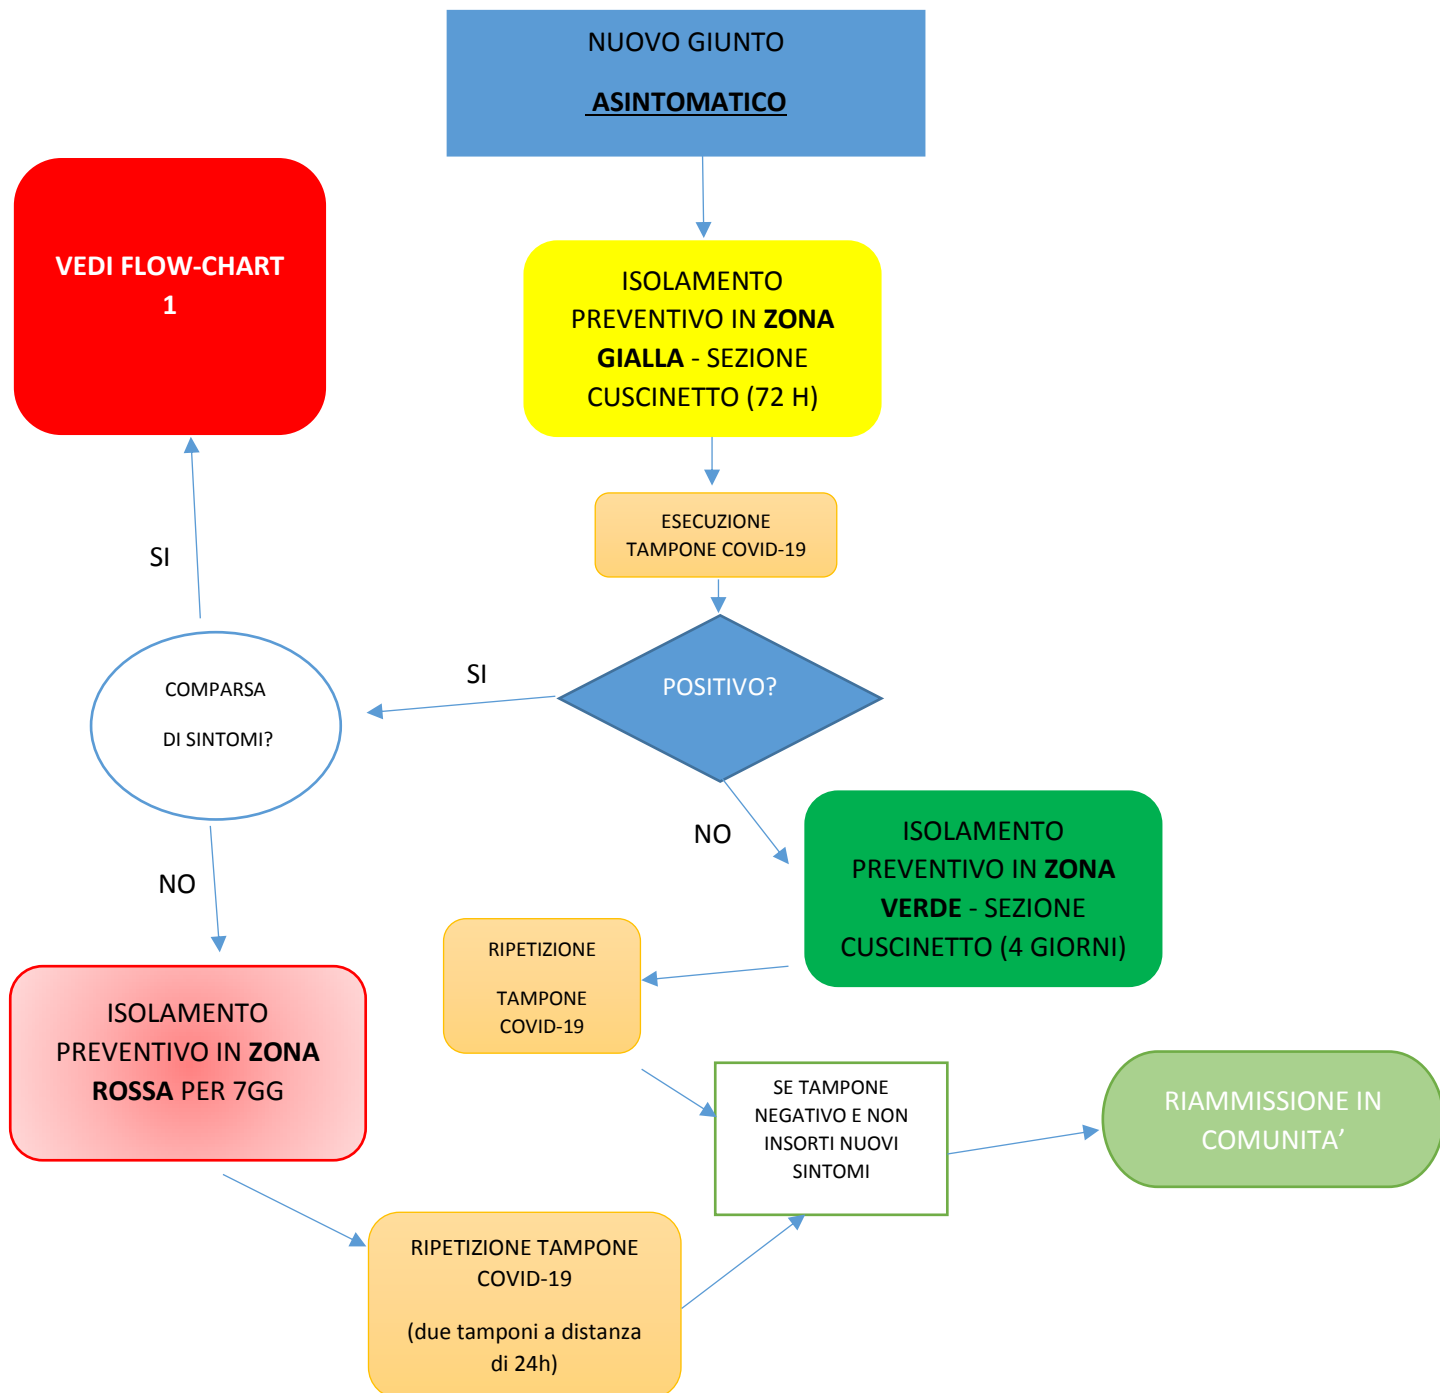 NUOVO GIUNTO
ASINTOMATICO
VEDI FLOW-CHART
1
ISOLAMENTO
PREVENTIVO IN ZONA
GIALLA - SEZIONE
CUSCINETTO (72 H)
ESECUZIONE
TAMPONE COVID-19
SI
POSITIVO?
SI
COMPARSA
DI SINTOMI?
NO
ISOLAMENTO
PREVENTIVO IN ZONA
VERDE - SEZIONE
CUSCINETTO (4 GIORNI)
NO
RIPETIZIONE
TAMPONE
COVID-19
ISOLAMENTO
PREVENTIVO IN ZONA
ROSSA PER 7GG
SE TAMPONE
NEGATIVO E NON
INSORTI NUOVI
SINTOMI
RIAMMISSIONE IN
COMUNITA’
RIPETIZIONE TAMPONE
COVID-19
(due tamponi a distanza
di 24h)